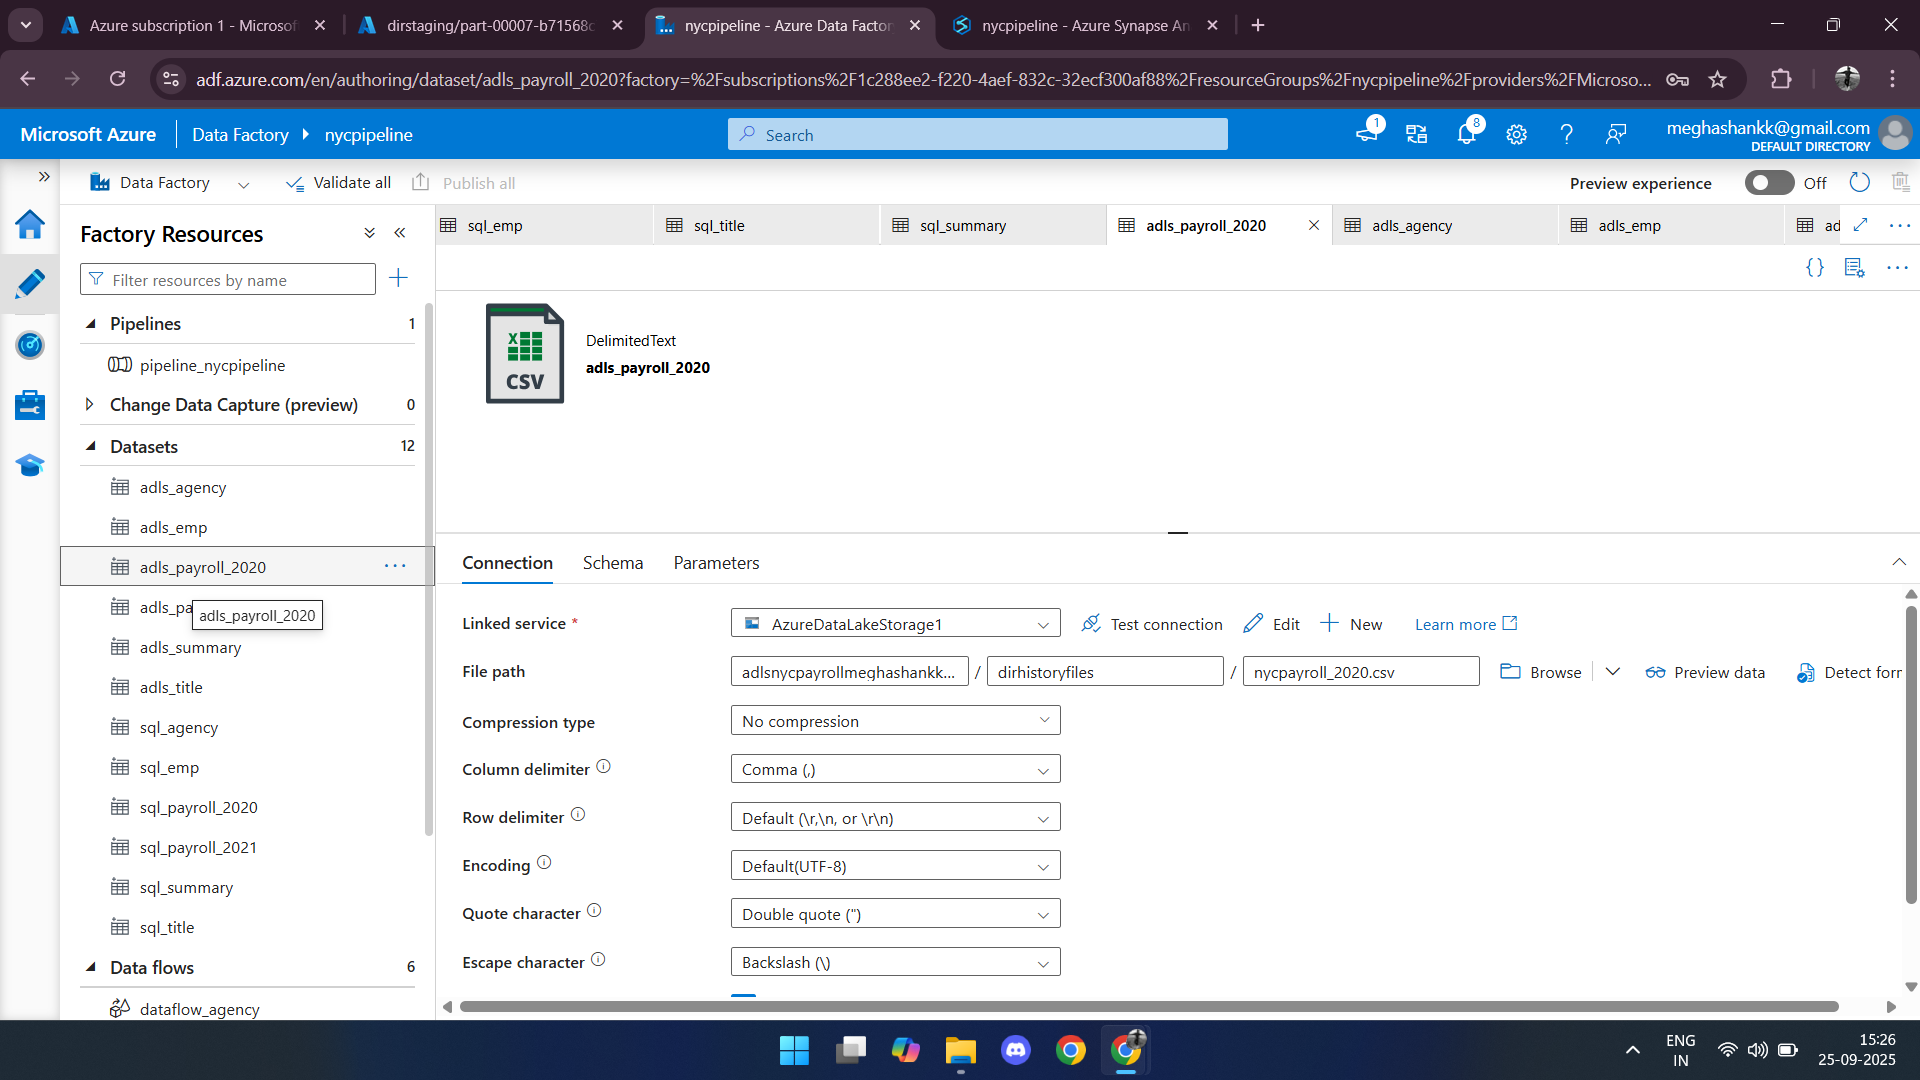 Azure subscription 1 - Microsof
dirstaging/part-00007-b71568c
nycpipeline - Azure Data Factor
nycpipeline - Azure Synapse An
adf.azure.com/en/authoring/dataset/adls_payroll_2020?factory=%2Fsubscriptions%2F1c288ee2-f220-4aef-832c-32ecf300af88%2FresourceGroups%2Fnycpipeline%2Fproviders%2FMicroso...
Microsoft Azure
Data Factory
nycpipeline
Search
1
8
meghashankk@gmail.com
DEFAULT DIRECTORY
Data Factory
Validate all
Publish all
Preview experience
Off
Factory Resources
Filter resources by name
Pipelines 1
pipeline_nycpipeline
Change Data Capture (preview) 0
Datasets 12
adls_agency
adls_emp
adls_payroll_2020
adls_pa
adls_payroll_2020
adls_summary
adls_title
sql_agency
sql_emp
sql_payroll_2020
sql_payroll_2021
sql_summary
sql_title
Data flows 6
dataflow_agency
sql_emp
sql_title
sql_summary
adls_payroll_2020
adls_agency
adls_emp
ad
{}
X
CSV
DelimitedText
adls_payroll_2020
Connection
Schema
Parameters
Linked service *
AzureDataLakeStorage1
Test connection
Edit
New
Learn more
File path
adlsnycpayrollmeghashankk...
/
dirhistoryfiles
/
nycpayroll_2020.csv
Browse
Preview data
Detect forr
Compression type
No compression
Column delimiter
Comma (,)
Row delimiter
Default (\r,\n, or \r\n)
Encoding
Default(UTF-8)
Quote character
Double quote (")
Escape character
Backslash (\)
ENG
IN
15:26
25-09-2025